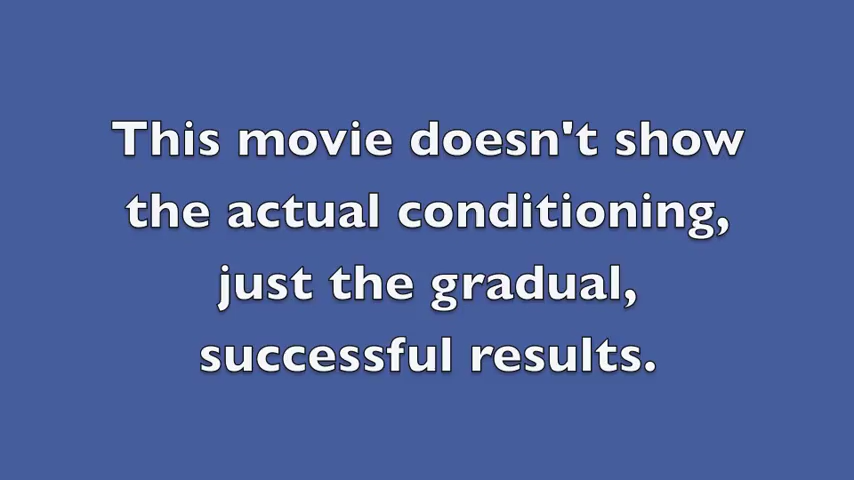 This movie doesn't show
the actual conditioning,
just the gradual,
successful results.